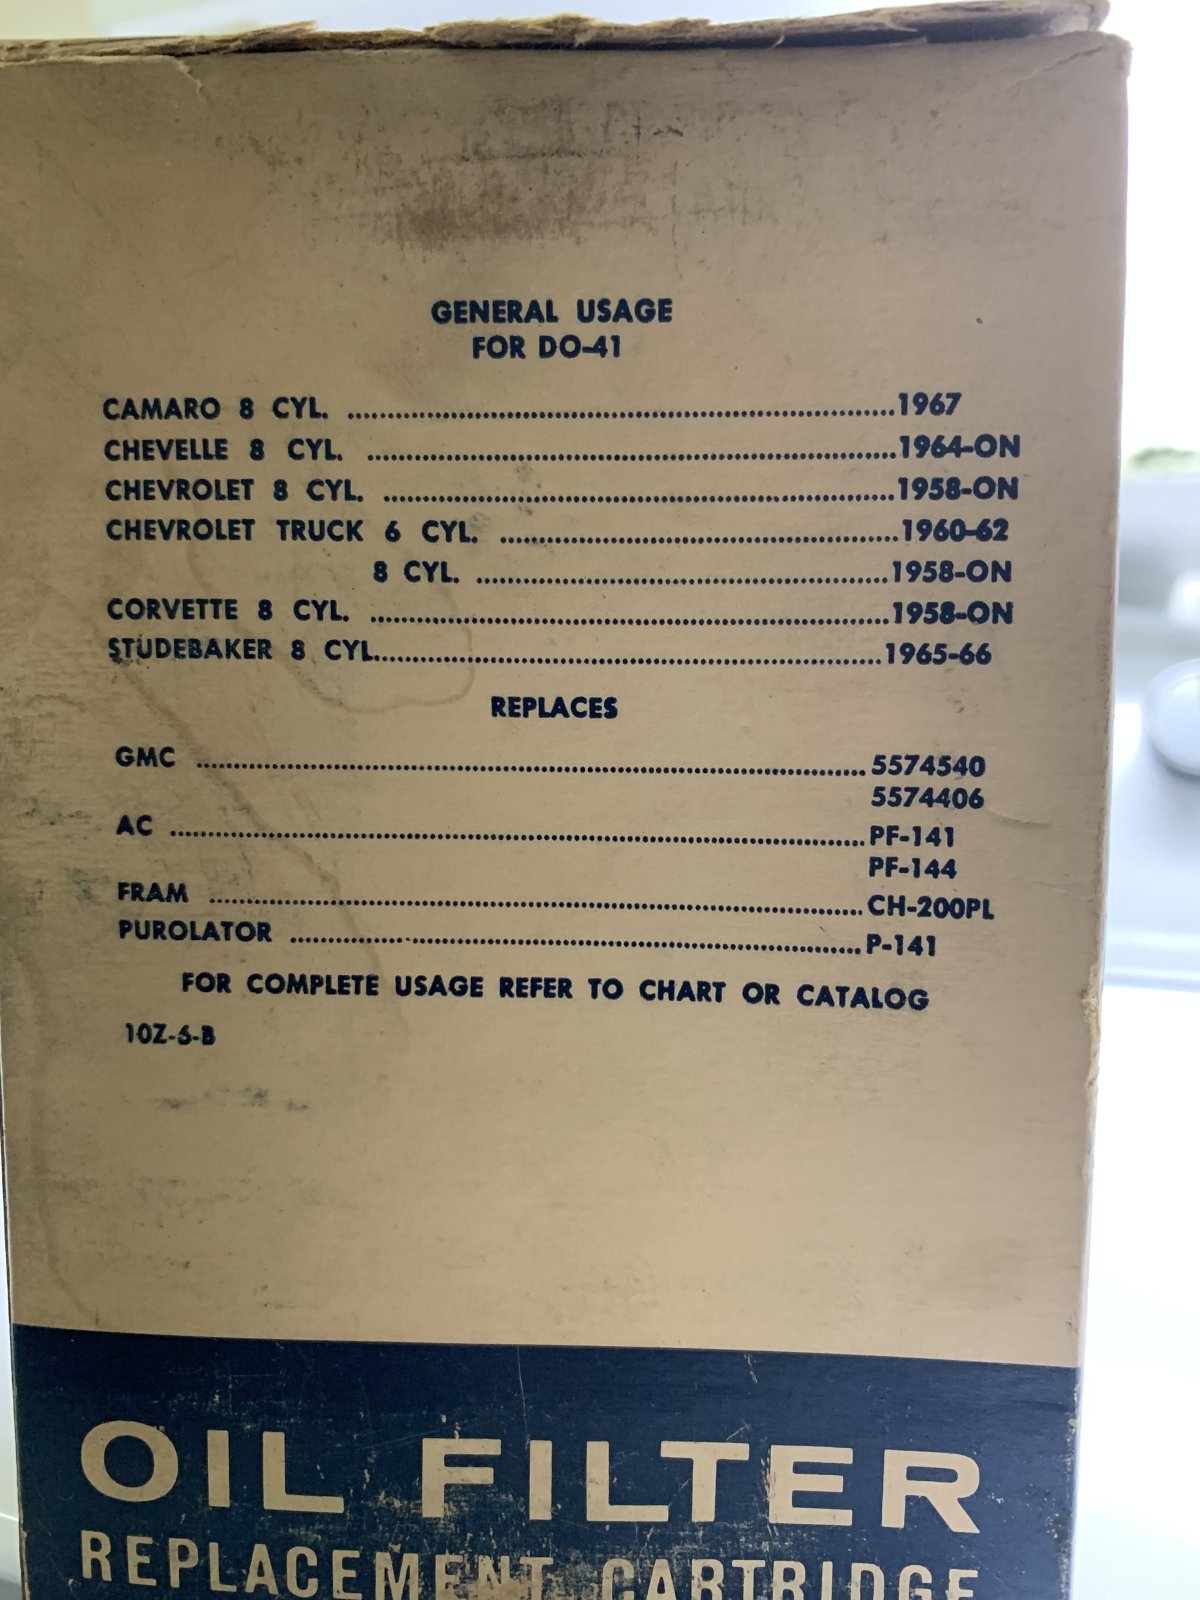 GENERAL USAGE
FOR DO-41
CAMARO 8 CYL. ........................................ 1967
CHEVELLE 8 CYL. ........................................ 1964-ON
CHEVROLET 8 CYL. ........................................ 1958-ON
CHEVROLET TRUCK 6 CYL. ........................................ 1960-62
8 CYL. ........................................ 1958-ON
CORVETTE 8 CYL. ........................................ 1958-ON
STUDEBAKER 8 CYL. ........................................ 1965-66
REPLACES
GMC ........................................ 5574540
5574406
AC ........................................ PF-141
PF-144
FRAM ........................................ CH-200PL
PUROLATOR ........................................ P-141
FOR COMPLETE USAGE REFER TO CHART OR CATALOG
10Z-6-B
OIL FILTER
REPLACEMENT CARTRIDGE